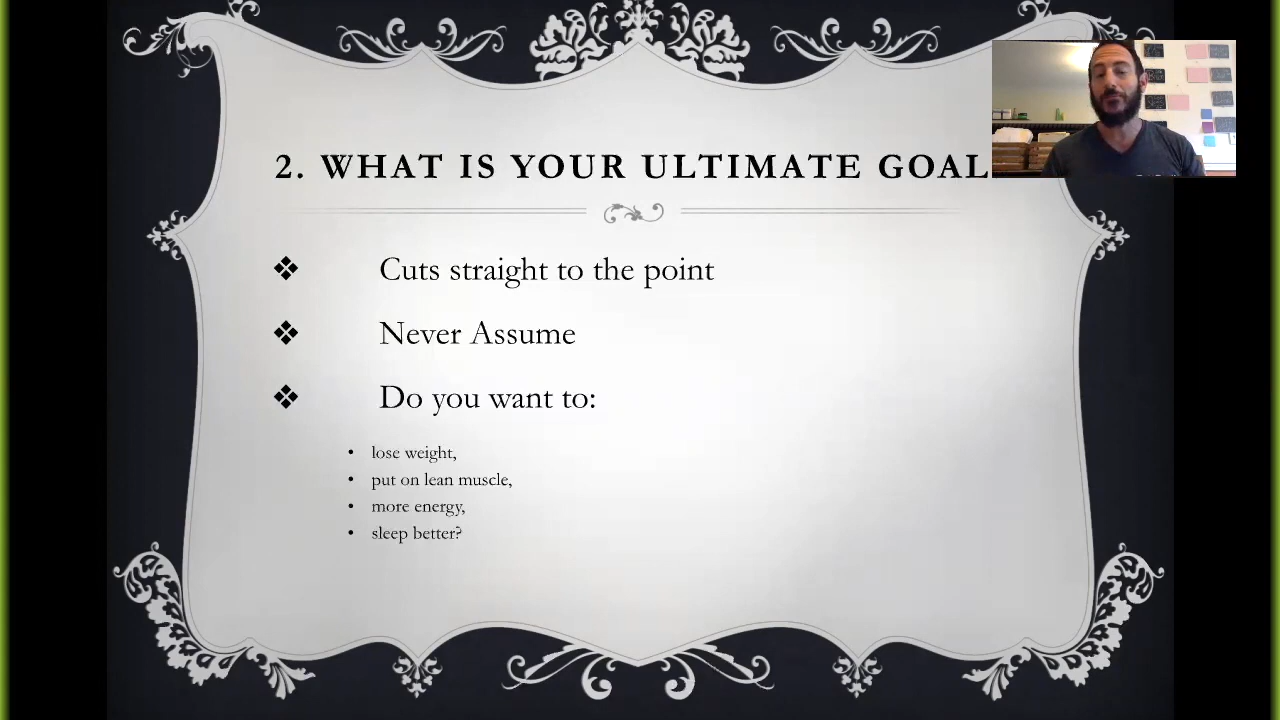 2. WHAT IS YOUR ULTIMATE GOAL
❖ Cuts straight to the point
❖ Never Assume
❖ Do you want to:
• lose weight,
• put on lean muscle,
• more energy,
• sleep better?